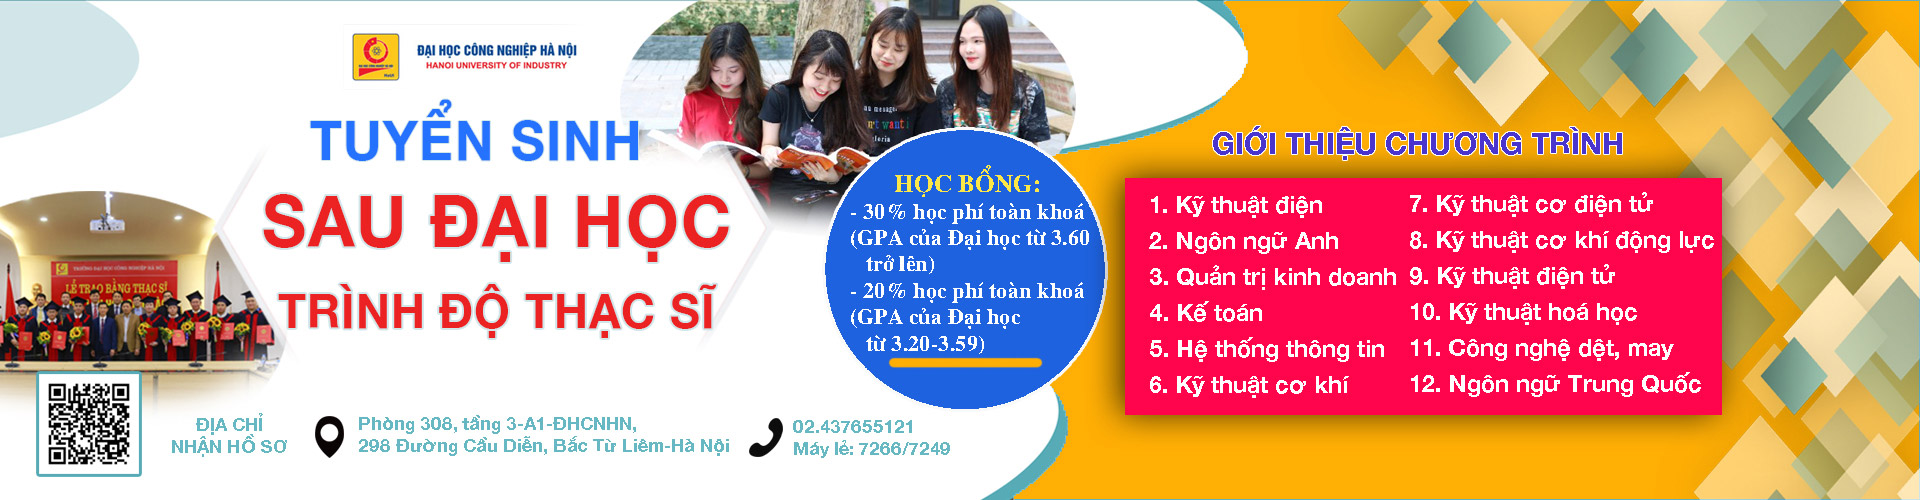 ĐẠI HỌC CÔNG NGHIỆP HÀ NỘI
HANOI UNIVERSITY OF INDUSTRY
TUYỂN SINH
SAU ĐẠI HỌC
TRÌNH ĐỘ THẠC SĨ
TRƯỜNG ĐẠI HỌC CÔNG NGHIỆP HÀ NỘI
LỄ TRAO BẰNG THẠC SĨ
ĐỊA CHỈ
NHẬN HỒ SƠ
Phòng 308, tầng 3-A1-ĐHCNHN,
298 Đường Cầu Diễn, Bắc Từ Liêm-Hà Nội
02.437655121
Máy lẻ: 7266/7249
HỌC BỔNG:
- 30% học phí toàn khoá
(GPA của Đại học từ 3.60
trở lên)
- 20% học phí toàn khoá
(GPA của Đại học
từ 3.20-3.59)
GIỚI THIỆU CHƯƠNG TRÌNH
1. Kỹ thuật điện
2. Ngôn ngữ Anh
3. Quản trị kinh doanh
4. Kế toán
5. Hệ thống thông tin
6. Kỹ thuật cơ khí
7. Kỹ thuật cơ điện tử
8. Kỹ thuật cơ khí động lực
9. Kỹ thuật điện tử
10. Kỹ thuật hoá học
11. Công nghệ dệt, may
12. Ngôn ngữ Trung Quốc